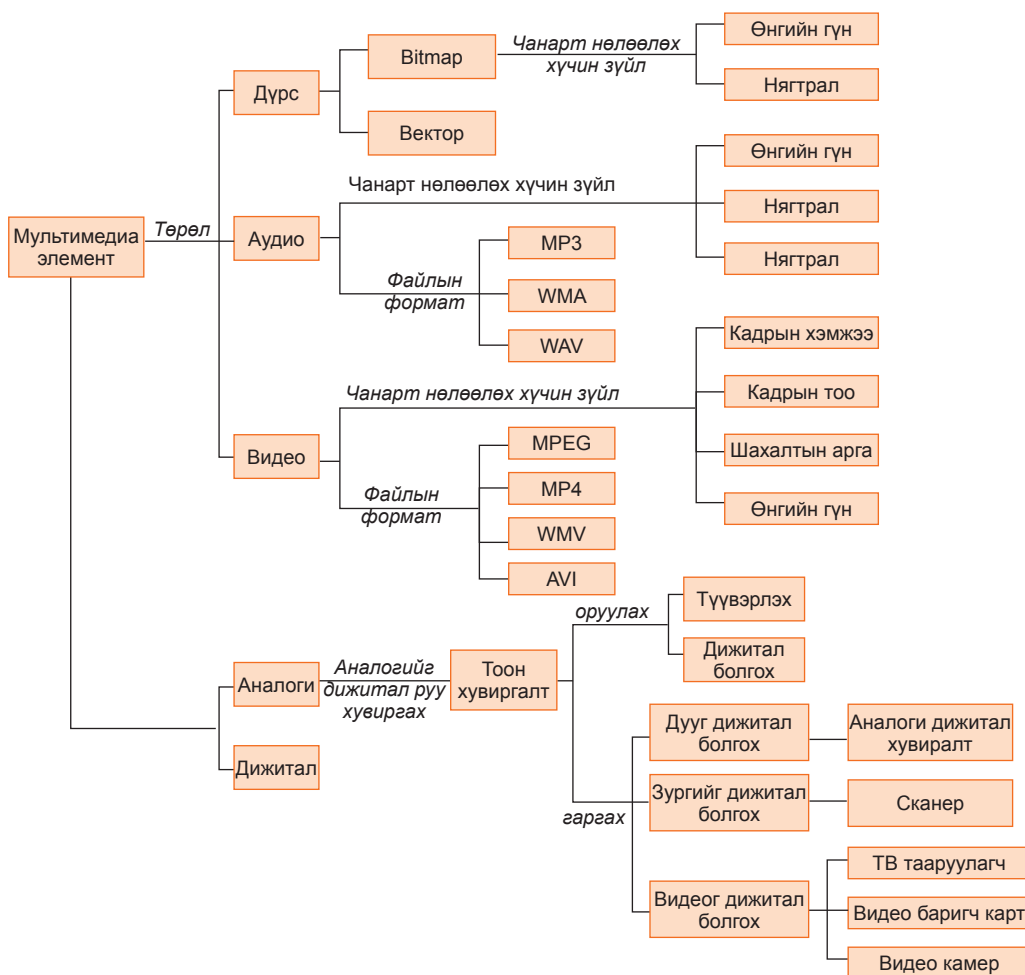 Өнгийн гүн
Bitmap
Чанарт нөлөөлөх
хүчин зүйл
Нягтрал
Дүрс
Вектор
Өнгийн гүн
Чанарт нөлөөлөх хүчин зүйл
Нягтрал
Мультимедиа
элемент
Төрөл
Аудио
MP3
Нягтрал
Файлын
формат
WMA
WAV
Кадрын хэмжээ
Чанарт нөлөөлөх хүчин зүйл
Кадрын тоо
Видео
MPEG
Шахалтын арга
Файлын
формат
MP4
Өнгийн гүн
WMV
AVI
оруулах
Түүвэрлэх
Дижитал
болгох
Аналоги
Аналогийг
дижитал руу
хувиргах
Тоон
хувиргалт
Дижитал
Дууг дижитал
болгох
Аналоги дижитал
хувиралт
гаргах
Зургийг дижитал
болгох
Сканер
ТВ тааруулагч
Видеог дижитал
болгох
Видео баригч карт
Видео камер